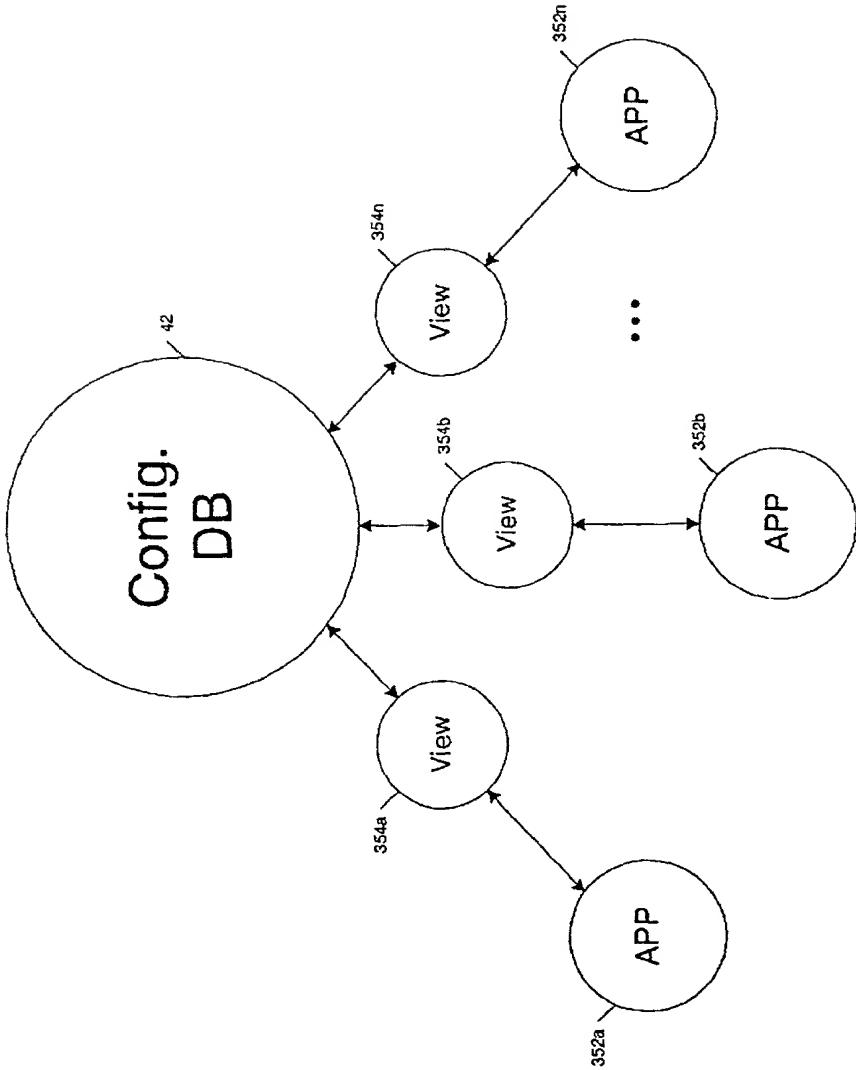 42
Config.
DB
354a
View
354b
View
354n
View
352a
APP
352b
APP
...
352n
APP